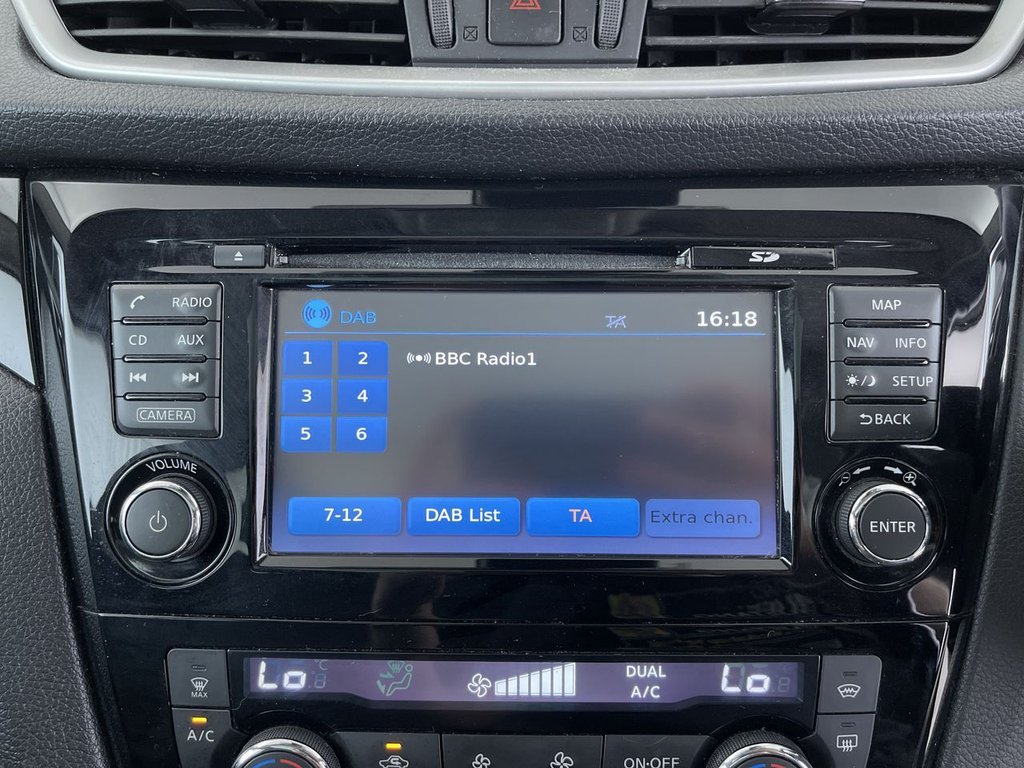 SD
RADIO
CD AUX
CAMERA
VOLUME
DAB TA 16:18
1 2 BBC Radio1
3 4
5 6
7-12 DAB List TA Extra chan.
MAP
NAV INFO
SETUP
BACK
ENTER
MAX
Lo °C DUAL Lo
A/C
A/C
ON·OFF